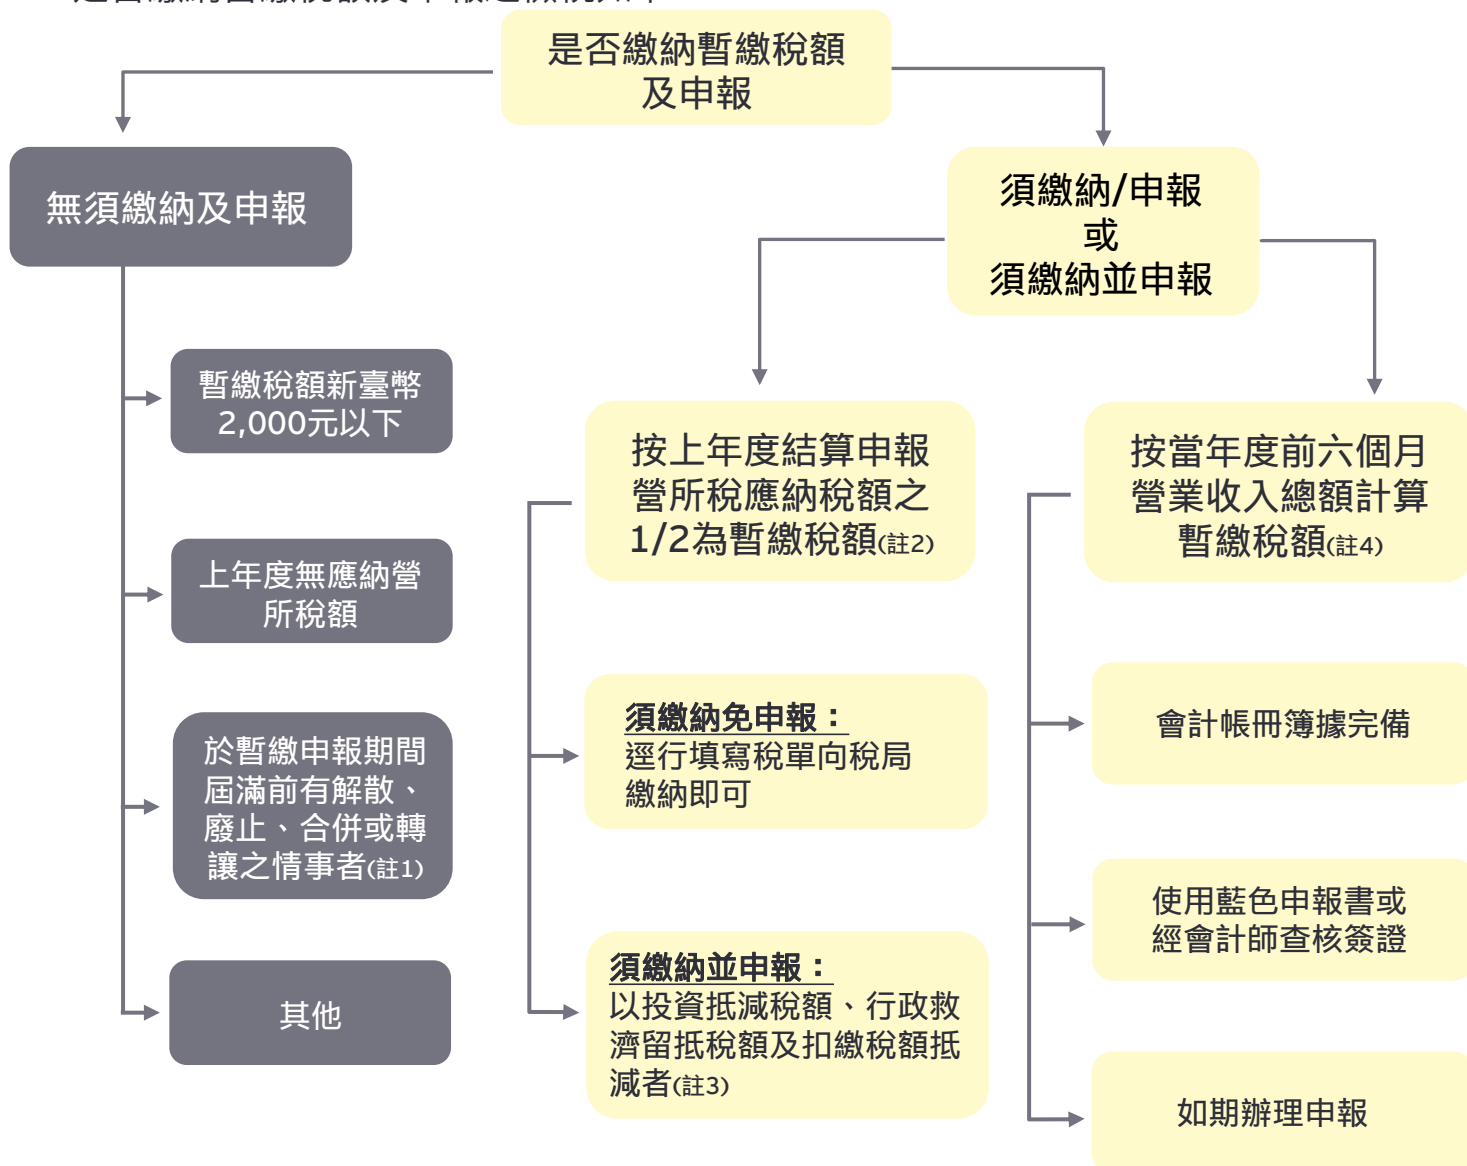 是否繳納暫繳稅額
及申報
無須繳納及申報
須繳納/申報
或
須繳納並申報
暫繳稅額新臺幣
2,000元以下
上年度無應納營
所稅額
於暫繳申報期間
屆滿前有解散、
廢止、合併或轉
讓之情事者(註1)
其他
按上年度結算申報
營所稅應納稅額之
1/2為暫繳稅額(註2)
須繳納免申報：
逕行填寫稅單向稅局
繳納即可
須繳納並申報：
以投資抵減稅額、行政救
濟留抵稅額及扣繳稅額抵
減者(註3)
按當年度前六個月
營業收入總額計算
暫繳稅額(註4)
會計帳冊簿據完備
使用藍色申報書或
經會計師查核簽證
如期辦理申報